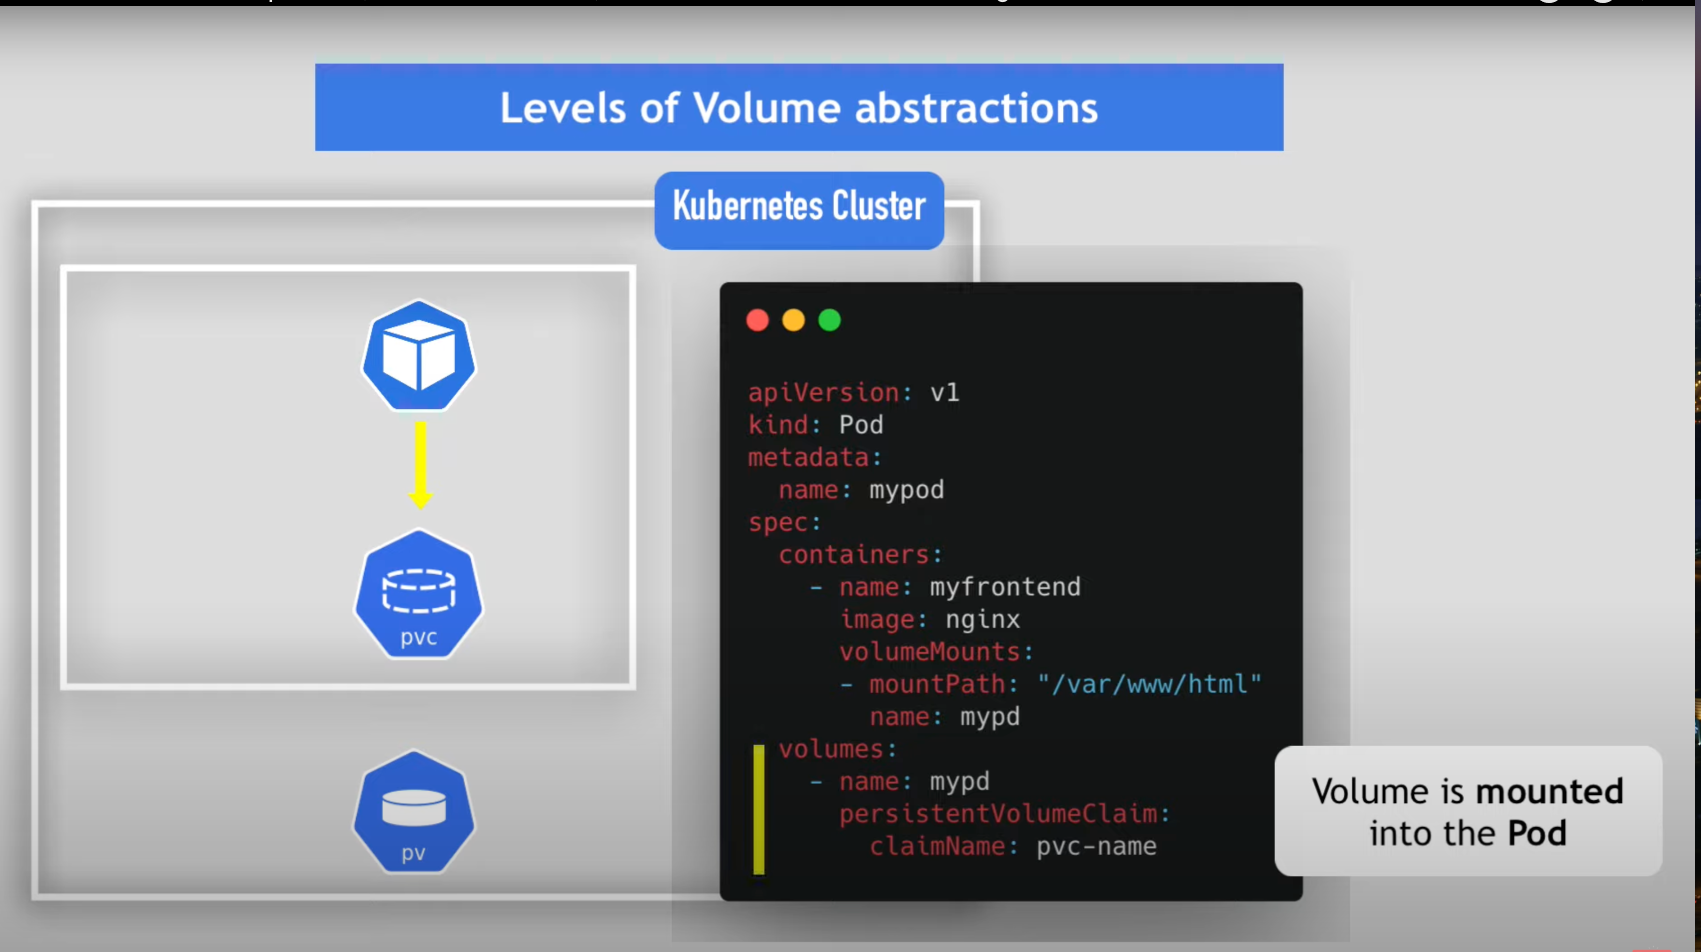 Levels of Volume abstractions
Kubernetes Cluster
pvc
pv
apiVersion: v1
kind: Pod
metadata:
  name: mypod
spec:
  containers:
    - name: myfrontend
      image: nginx
      volumeMounts:
      - mountPath: "/var/www/html"
        name: mypd
  volumes:
    - name: mypd
      persistentVolumeClaim:
        claimName: pvc-name
Volume is mounted
into the Pod